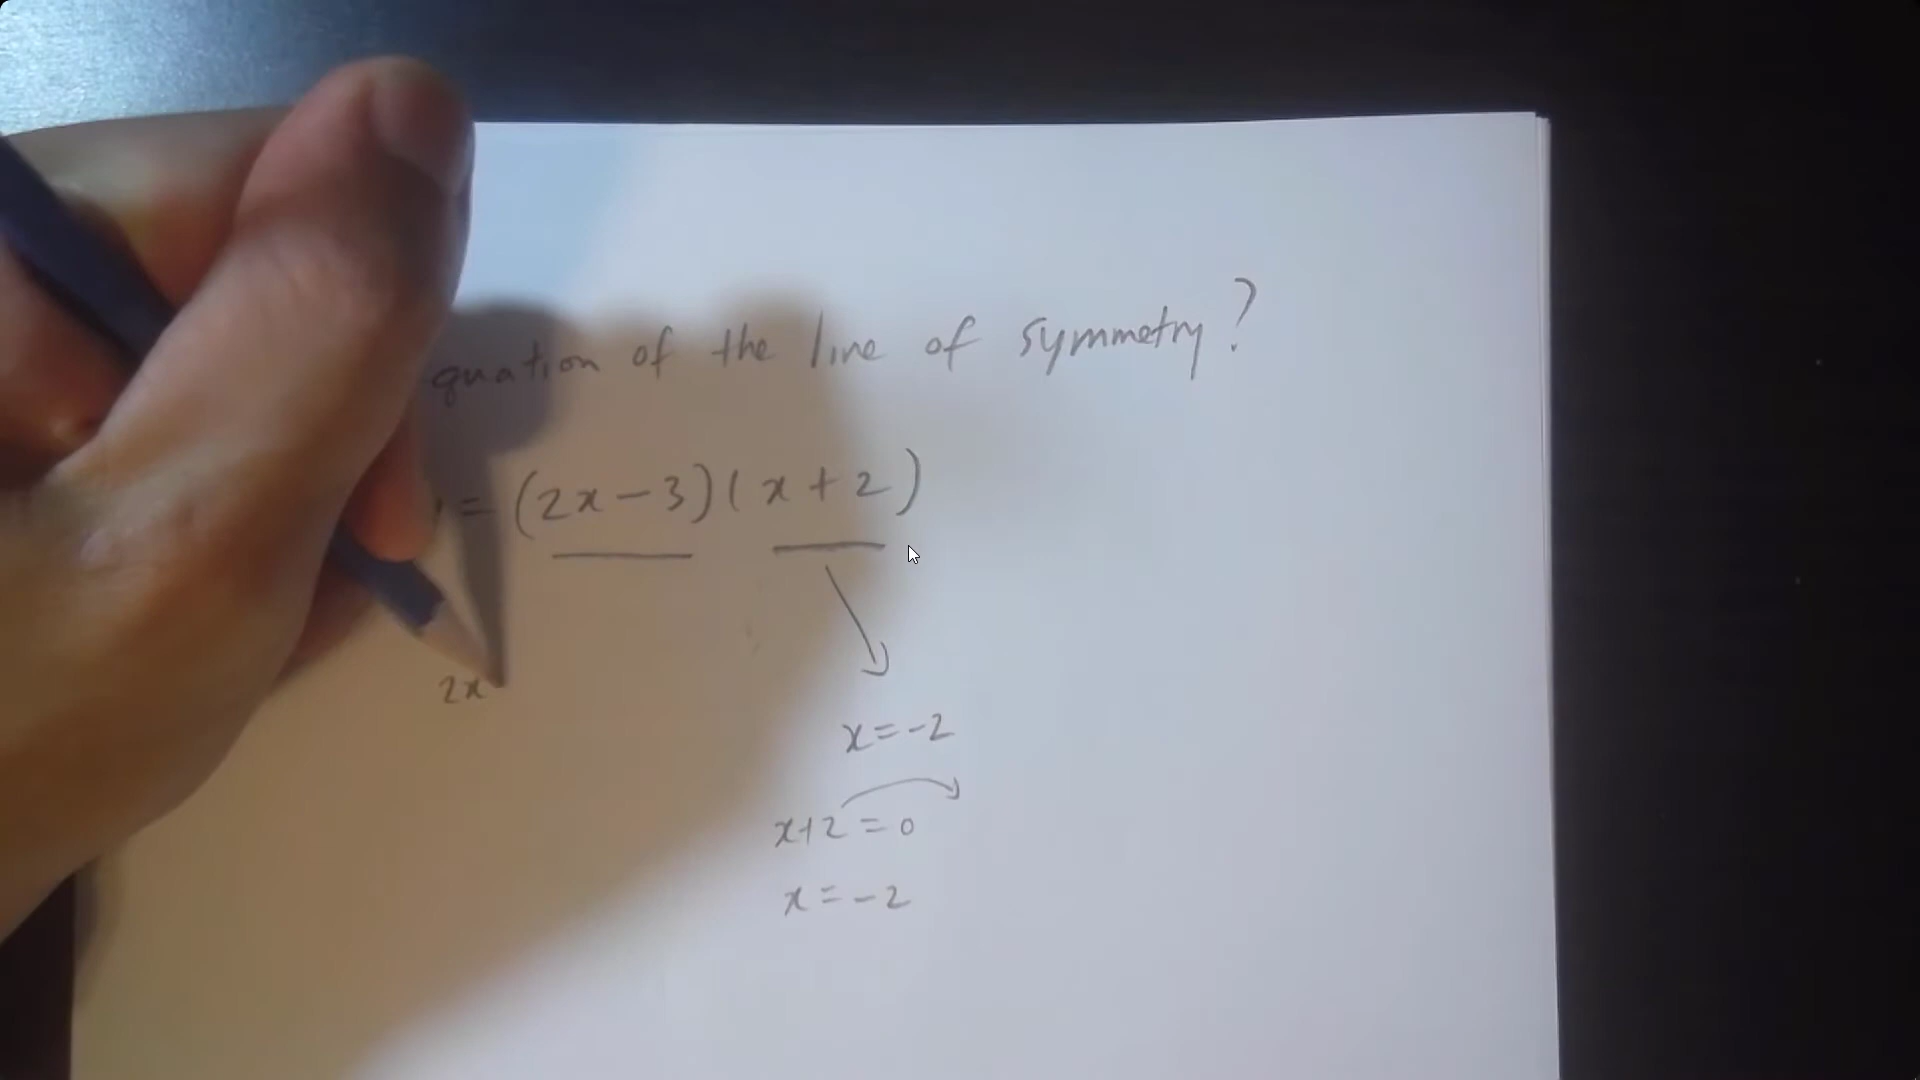 quation of the line of symmetry?
= (2x-3)(x+2)
2x
x=-2
x+2=0
x=-2